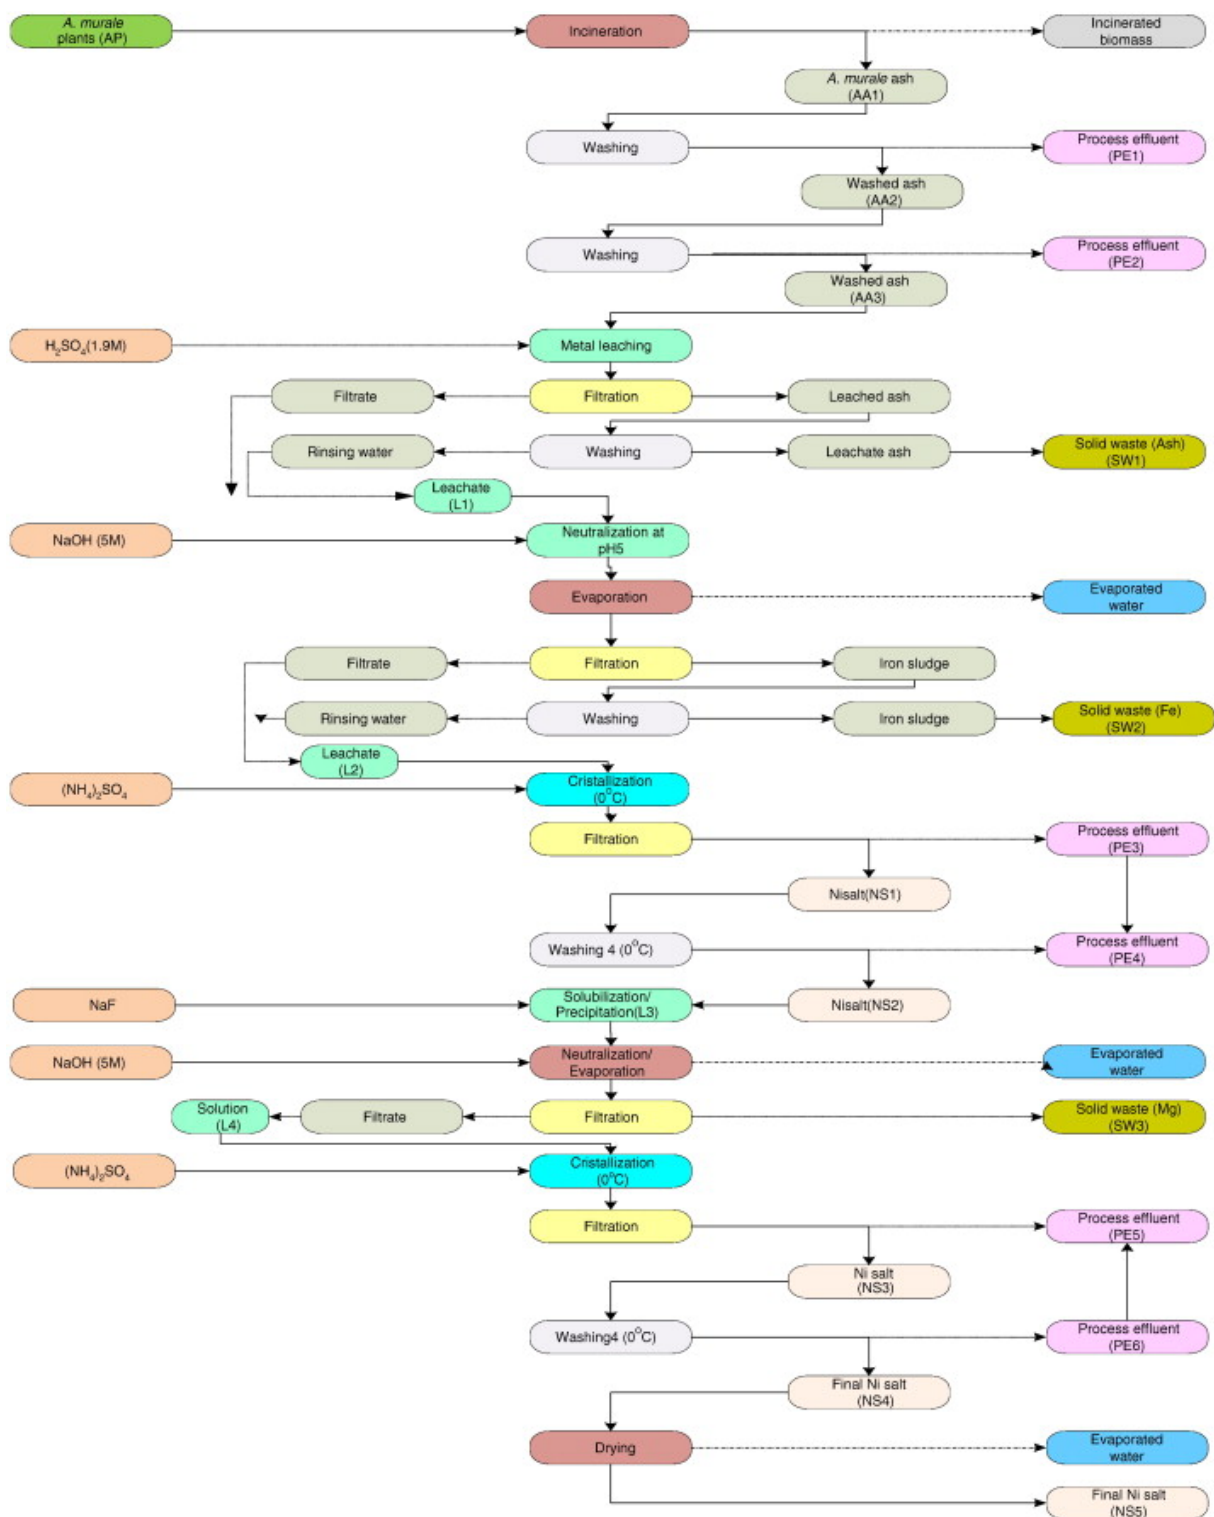 A. murale
plants (AP)
Incineration
Incinerated
biomass
A. murale ash
(AA1)
Washing
Process effluent
(PE1)
Washed ash
(AA2)
Washing
Process effluent
(PE2)
Washed ash
(AA3)
H₂SO₄(1.9M)
Metal leaching
Filtrate
Filtration
Leached ash
Rinsing water
Washing
Leachate ash
Solid waste (Ash)
(SW1)
Leachate
(L1)
NaOH (5M)
Neutralization at
pH5
Evaporation
Evaporated
water
Filtrate
Filtration
Iron sludge
Rinsing water
Washing
Iron sludge
Solid waste (Fe)
(SW2)
Leachate
(L2)
(NH₄)₂SO₄
Cristallization
(0°C)
Filtration
Process effluent
(PE3)
Nisalt(NS1)
Washing 4 (0°C)
Process effluent
(PE4)
NaF
Solubilization/
Precipitation(L3)
Nisalt(NS2)
NaOH (5M)
Neutralization/
Evaporation
Evaporated
water
Solution
(L4)
Filtrate
Filtration
Solid waste (Mg)
(SW3)
(NH₄)₂SO₄
Cristallization
(0°C)
Filtration
Process effluent
(PE5)
Ni salt
(NS3)
Washing4 (0°C)
Process effluent
(PE6)
Final Ni salt
(NS4)
Drying
Evaporated
water
Final Ni salt
(NS5)